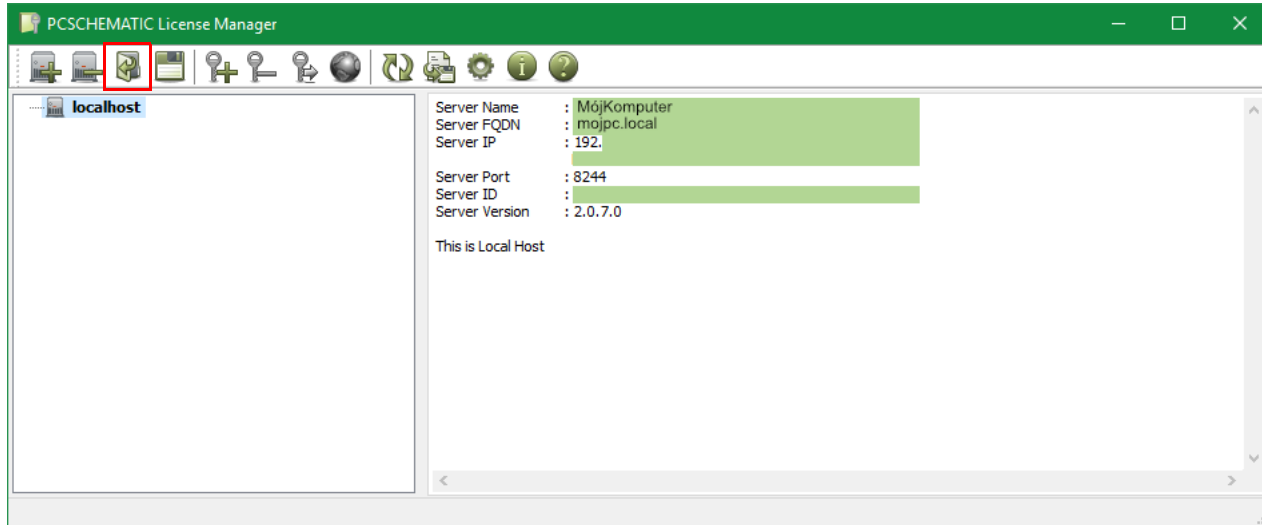 PCSCHEMATIC License Manager
localhost
Server Name : MójKomputer
Server FQDN : mojpc.local
Server IP : 192.
Server Port : 8244
Server ID :
Server Version : 2.0.7.0
This is Local Host